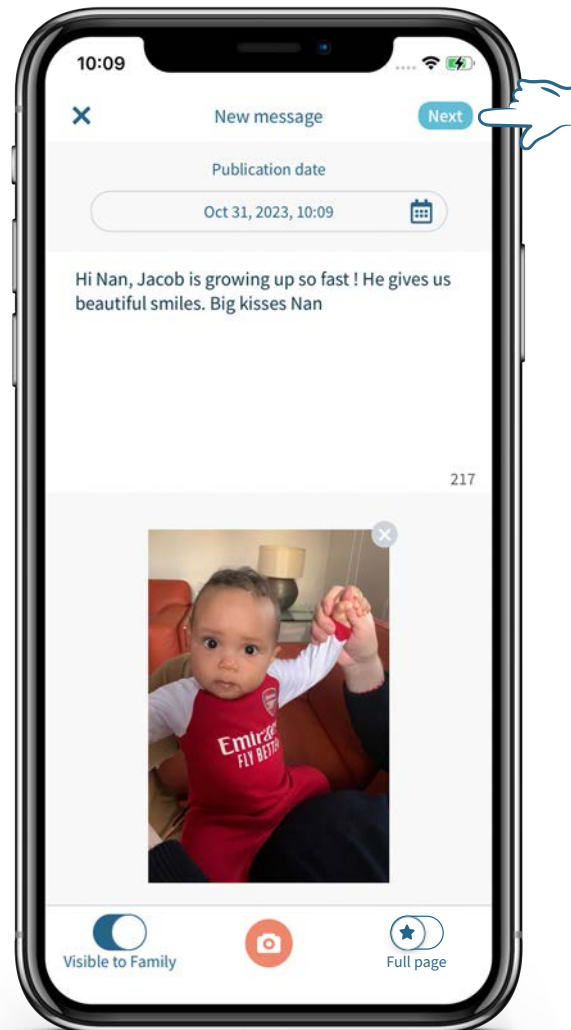 10:09
New message
Next
Publication date
Oct 31, 2023, 10:09
Hi Nan, Jacob is growing up so fast ! He gives us
beautiful smiles. Big kisses Nan
217
Emirates
FLY BETTER
Visible to Family
Full page